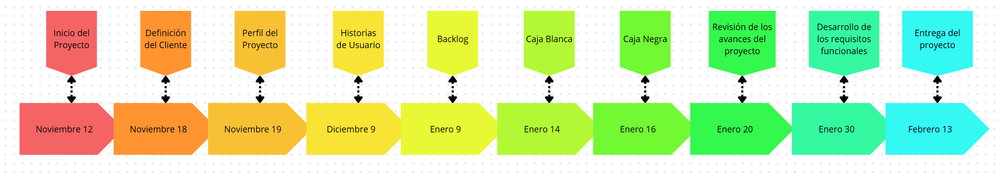 Inicio del
Proyecto
Definición
del Cliente
Perfil del
Proyecto
Historias
de Usuario
Backlog
Caja Blanca
Caja Negra
Revisión de los
avances del
proyecto
Desarrollo de
los requisitos
funcionales
Entrega del
proyecto
Noviembre 12
Noviembre 18
Noviembre 19
Diciembre 9
Enero 9
Enero 14
Enero 16
Enero 20
Enero 30
Febrero 13